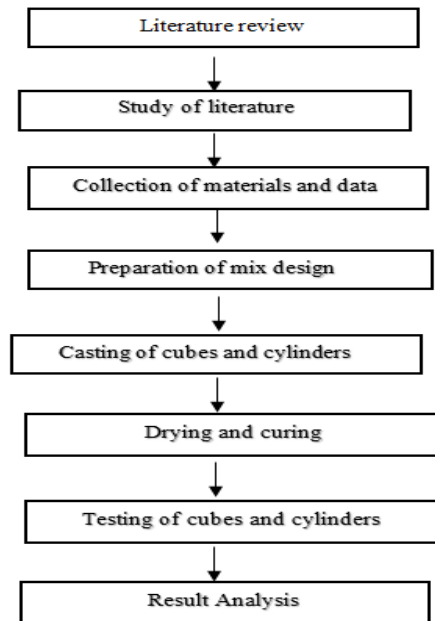 Literature review
Study of literature
Collection of materials and data
Preparation of mix design
Casting of cubes and cylinders
Drying and curing
Testing of cubes and cylinders
Result Analysis